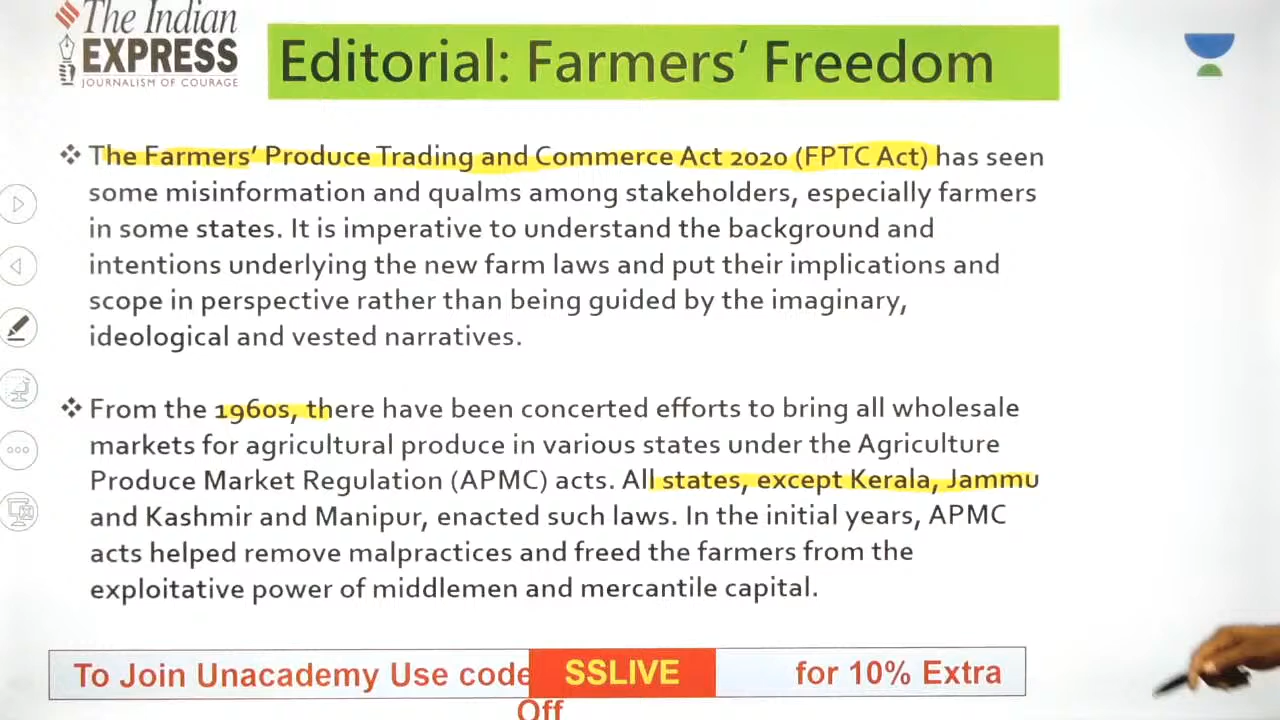 The Indian
EXPRESS
JOURNALISM OF COURAGE
Editorial: Farmers’ Freedom
The Farmers’ Produce Trading and Commerce Act 2020 (FPTC Act) has seen
some misinformation and qualms among stakeholders, especially farmers
in some states. It is imperative to understand the background and
intentions underlying the new farm laws and put their implications and
scope in perspective rather than being guided by the imaginary,
ideological and vested narratives.
From the 1960s, there have been concerted efforts to bring all wholesale
markets for agricultural produce in various states under the Agriculture
Produce Market Regulation (APMC) acts. All states, except Kerala, Jammu
and Kashmir and Manipur, enacted such laws. In the initial years, APMC
acts helped remove malpractices and freed the farmers from the
exploitative power of middlemen and mercantile capital.
To Join Unacademy Use code SSLIVE for 10% Extra
Off